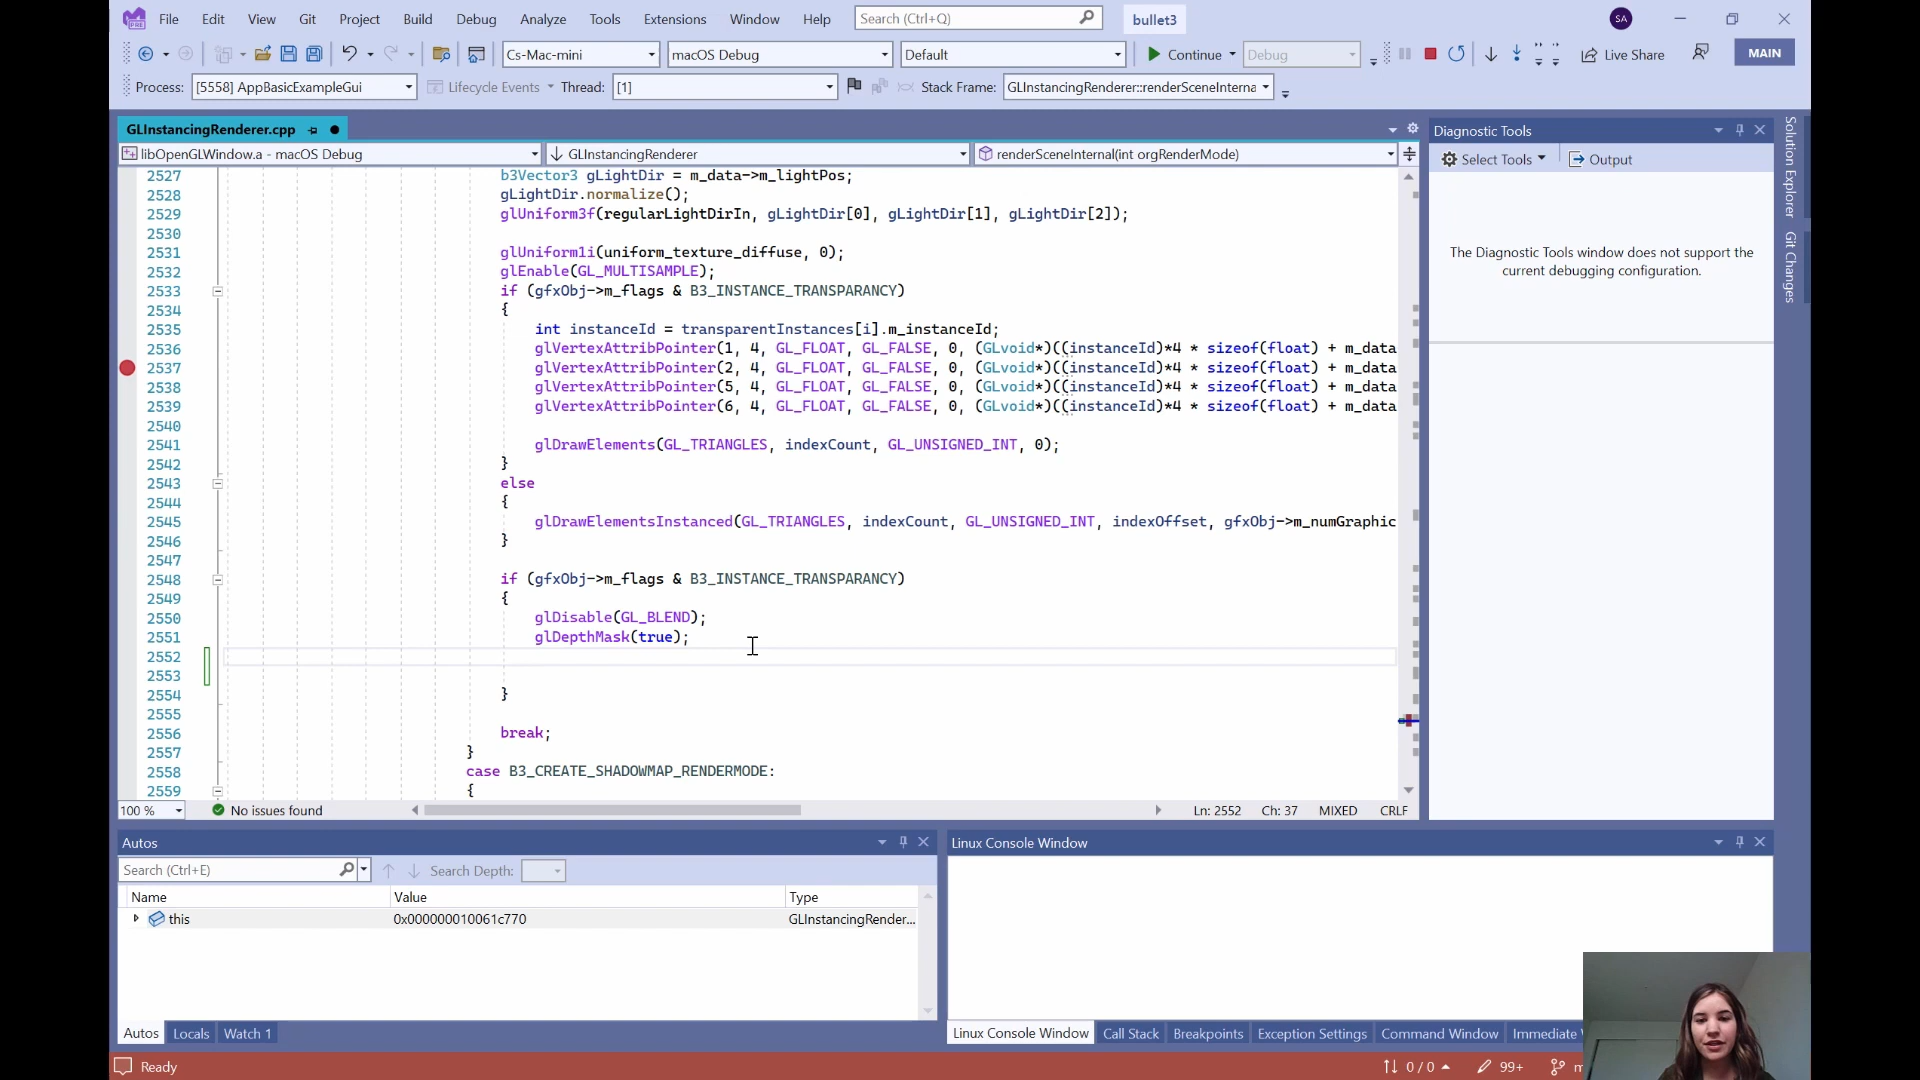 File Edit View Git Project Build Debug Analyze Tools Extensions Window Help Search (Ctrl+Q) bullet3 SA
Cs-Mac-mini macOS Debug Default Continue Debug Live Share MAIN
Process: [5558] AppBasicExampleGui Lifecycle Events Thread: [1] Stack Frame: GLInstancingRenderer::renderSceneInterna
GLInstancingRenderer.cpp
libOpenGLWindow.a - macOS Debug GLInstancingRenderer renderSceneInternal(int orgRenderMode)
2527 b3Vector3 gLightDir = m_data->m_lightPos;
2528 gLightDir.normalize();
2529 glUniform3f(regularLightDirIn, gLightDir[0], gLightDir[1], gLightDir[2]);
2530
2531 glUniform1i(uniform_texture_diffuse, 0);
2532 glEnable(GL_MULTISAMPLE);
2533 if (gfxObj->m_flags & B3_INSTANCE_TRANSPARANCY)
2534 {
2535 int instanceId = transparentInstances[i].m_instanceId;
2536 glVertexAttribPointer(1, 4, GL_FLOAT, GL_FALSE, 0, (GLvoid*)((instanceId)*4 * sizeof(float) + m_data
2537 glVertexAttribPointer(2, 4, GL_FLOAT, GL_FALSE, 0, (GLvoid*)((instanceId)*4 * sizeof(float) + m_data
2538 glVertexAttribPointer(5, 4, GL_FLOAT, GL_FALSE, 0, (GLvoid*)((instanceId)*4 * sizeof(float) + m_data
2539 glVertexAttribPointer(6, 4, GL_FLOAT, GL_FALSE, 0, (GLvoid*)((instanceId)*4 * sizeof(float) + m_data
2540
2541 glDrawElements(GL_TRIANGLES, indexCount, GL_UNSIGNED_INT, 0);
2542 }
2543 else
2544 {
2545 glDrawElementsInstanced(GL_TRIANGLES, indexCount, GL_UNSIGNED_INT, indexOffset, gfxObj->m_numGraphic
2546 }
2547
2548 if (gfxObj->m_flags & B3_INSTANCE_TRANSPARANCY)
2549 {
2550 glDisable(GL_BLEND);
2551 glDepthMask(true);
2552
2553
2554 }
2555
2556 break;
2557 }
2558 case B3_CREATE_SHADOWMAP_RENDERMODE:
2559 {
100 % No issues found Ln: 2552 Ch: 37 MIXED CRLF
Diagnostic Tools
Select Tools Output
The Diagnostic Tools window does not support the
current debugging configuration.
Solution Explorer
Git Changes
Autos
Search (Ctrl+E) Search Depth:
Name Value Type
this 0x000000010061c770 GLInstancingRender...
Autos Locals Watch 1
Linux Console Window
Linux Console Window Call Stack Breakpoints Exception Settings Command Window Immediate
Ready 0 / 0 99+